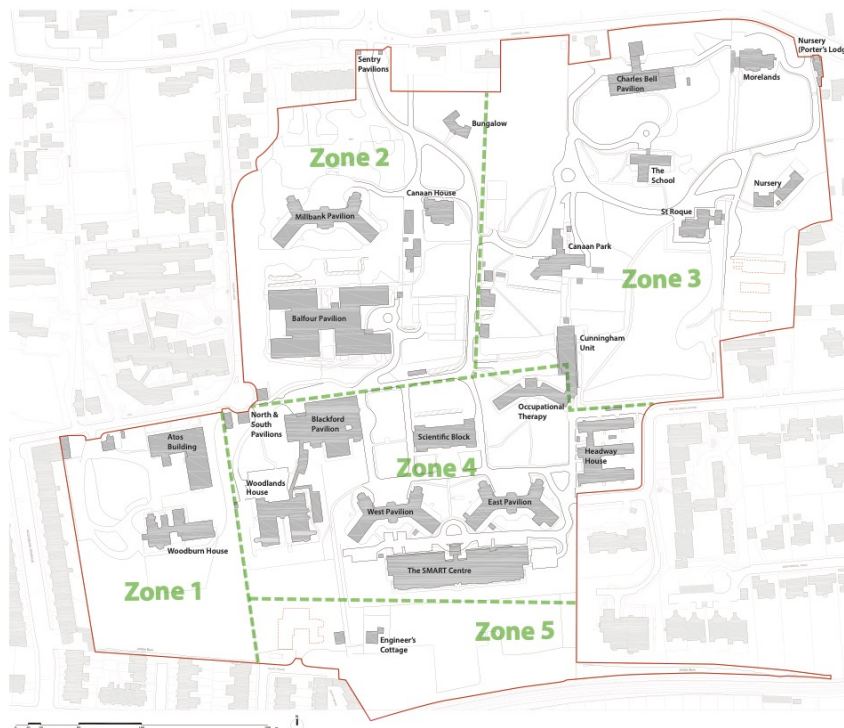 Nursery
(Porter's Lodg
Sentry
Pavilions
Charles Bell
Pavilion
Morelands
Bungalow
Zone 2
The
School
Canaan House
Nursery
Millbank Pavilion
St Roque
Canaan Park
Zone 3
Balfour Pavilion
Cunningham
Unit
North &
South
Pavilions
Blackford
Pavilion
Occupational
Therapy
Atos
Building
Scientific Block
Headway
House
Zone 4
Woodlands
House
West Pavilion
East Pavilion
Woodburn House
The SMART Centre
Zone 1
Zone 5
Engineer's
Cottage